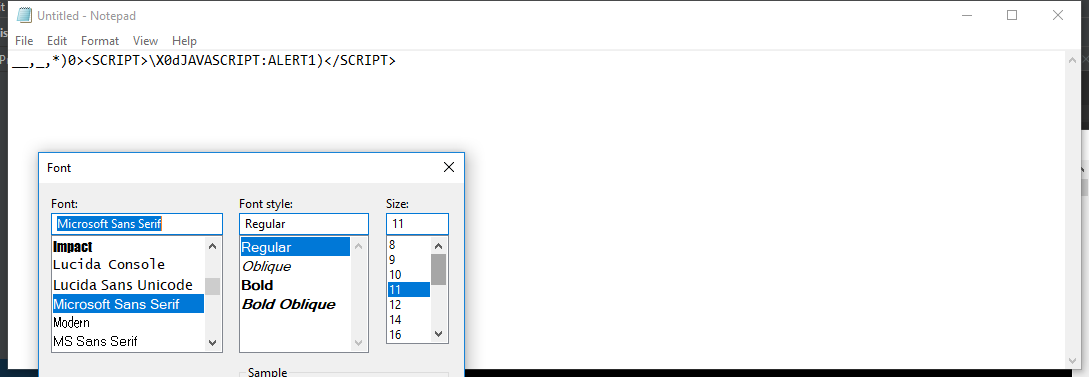 Untitled - Notepad
File Edit Format View Help
__,_,*)0><SCRIPT>\X0dJAVASCRIPT:ALERT1)</SCRIPT>
Font
Font: Font style: Size:
Microsoft Sans Serif Regular 11
Impact Regular 8
Lucida Console Oblique 9
Lucida Sans Unicode Bold 10
Microsoft Sans Serif Bold Oblique 11
Modern 12
MS Sans Serif 14
16
Sample